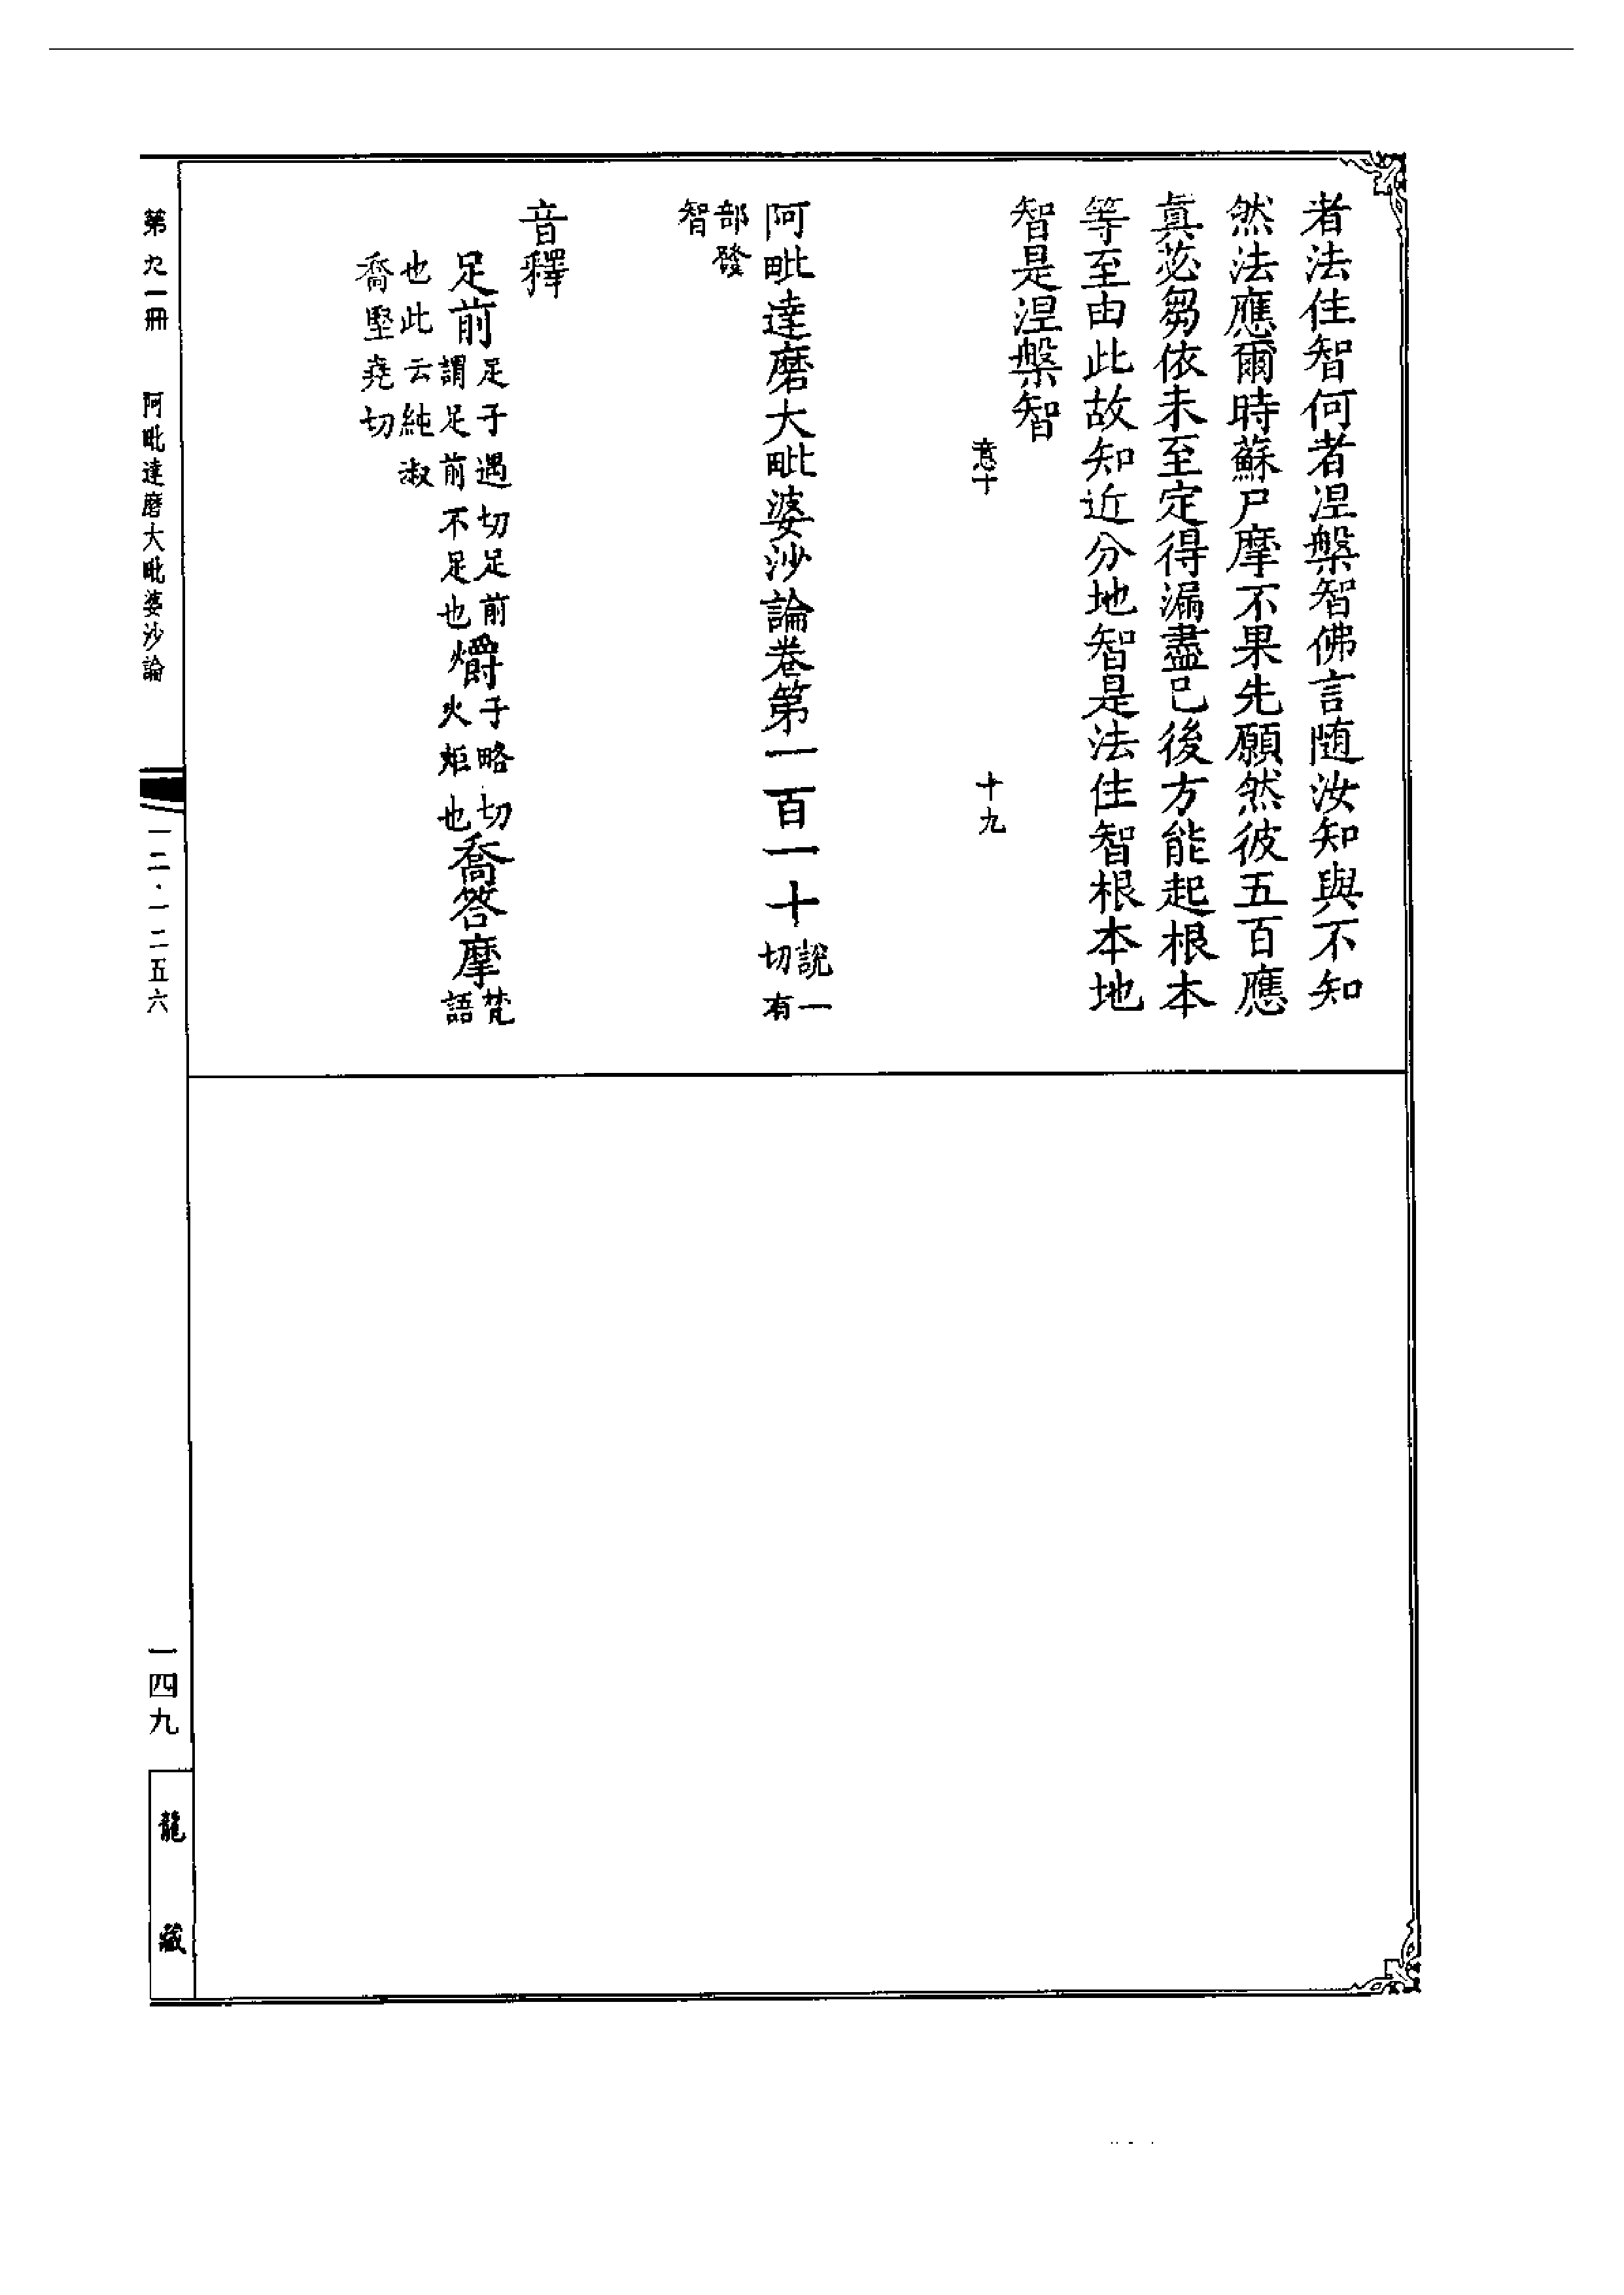 者法住智何者涅槃智佛言随汝知與不知
然法應爾時蘇尸摩不果先願然彼五百應
眞苾芻依未至定得漏盡已後方能起根本
等至由此故知近分地智是法住智根本地
智是涅槃智
意十 十九
阿毗達磨大毗婆沙論卷第一百一十說一切有
部發智
音釋
足前足子遇切足前謂足前不足也爝子略切火炬也喬答摩梵語
也此云純淑喬堅堯切
第九一冊 阿毗達磨大毗婆沙論 一二·一二五六 一四九 龍藏